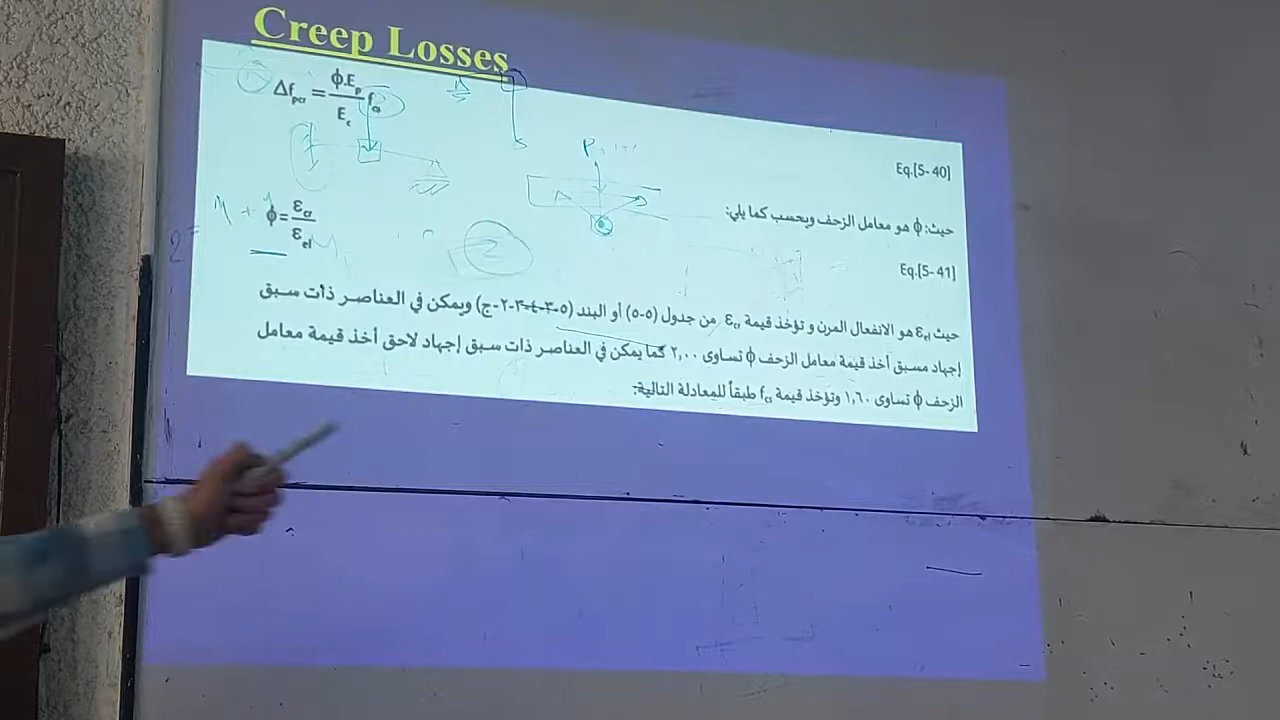 Creep Losses
Δf_pcr = φ.E_p / E_c f_cs
Eq.[5-40]
حيث: φ هو معامل الزحف ويحسب كما يلي:
φ = ε_cr / ε_el
Eq.[5-41]
حيث ε_el هو الانفعال المرن و تؤخذ قيمة ε_cr من جدول (٥-٥) أو البند (٥-٣-٤-٣-٢-ج) ويمكن في العناصر ذات سبق
إجهاد مسبق أخذ قيمة معامل الزحف φ تساوى ٢,٠٠ كما يمكن في العناصر ذات سبق إجهاد لاحق أخذ قيمة معامل
الزحف φ تساوى ١,٦٠ وتؤخذ قيمة f_cs طبقاً للمعادلة التالية:
P
2